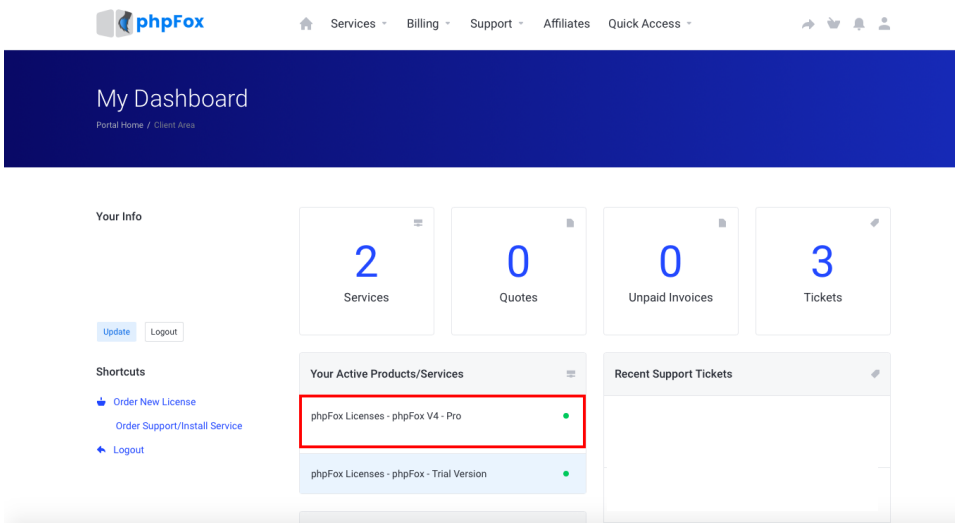 phpFox
Services Billing Support Affiliates Quick Access
My Dashboard
Portal Home / Client Area
Your Info
Update Logout
Shortcuts
Order New License
Order Support/Install Service
Logout
2
Services
0
Quotes
0
Unpaid Invoices
3
Tickets
Your Active Products/Services
phpFox Licenses - phpFox V4 - Pro
phpFox Licenses - phpFox - Trial Version
Recent Support Tickets